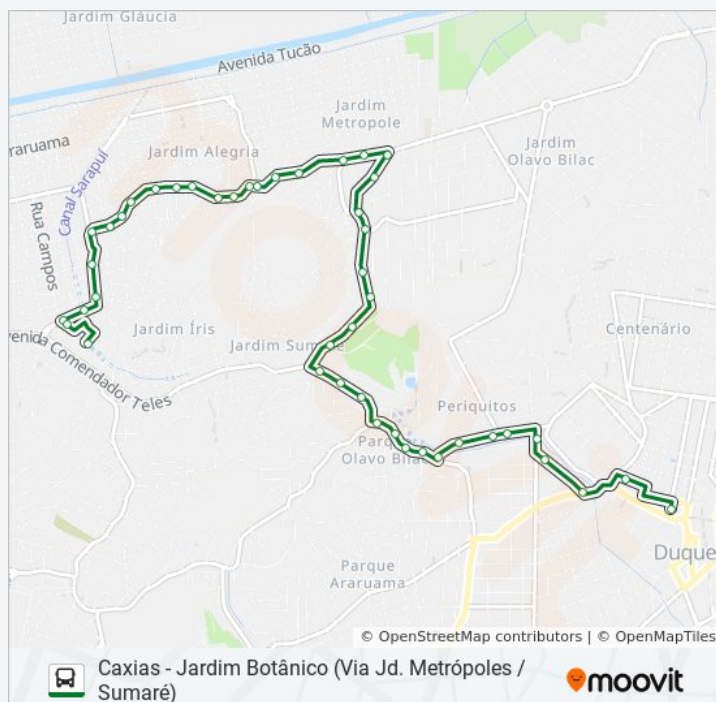 Jardim Gláucia
Avenida Tucão
Jardim
Metropole
Jardim
Olavo Bilac
araruama
Jardim Alegria
Canal Sarapuí
Rua Campos
Jardim Íris
Jardim Sumaré
Centenário
venida Comendador Teles
Periquitos
Parque
Olavo Bilac
Duque
Parque
Araruama
© OpenStreetMap contributors | © OpenMapTiles
Caxias - Jardim Botânico (Via Jd. Metrópoles /
Sumaré)
moovit